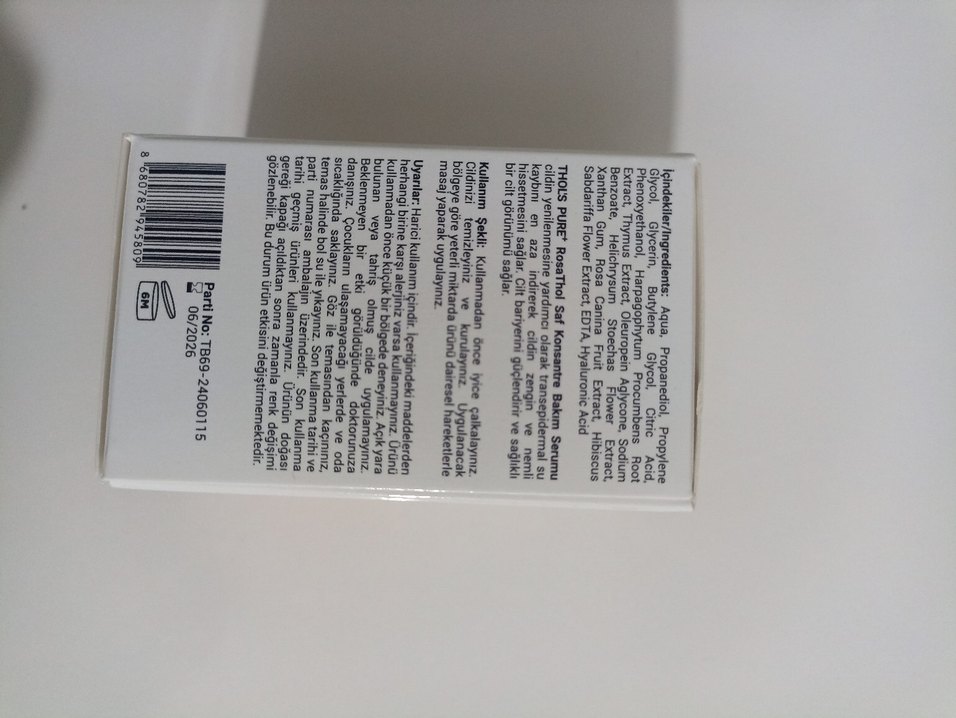 İçindekiler/Ingredients: Aqua, Propanediol, Propylene
Glycol, Glycerin, Butylene Glycol, Citric Acid,
Phenoxyethanol, Harpagophytum Procumbens Root
Extract, Thymus Extract, Oleuropein Aglycone, Sodium
Benzoate, Helichrysum Stoechas Flower Extract,
Xanthan Gum, Rosa Canina Fruit Extract, Hibiscus
Sabdariffa Flower Extract, EDTA, Hyaluronic Acid
THOLS PURE+ RosaThol Saf Konsantre Bakım Serumu
cildin yenilenmesine yardımcı olarak transepidermal su
kaybını en aza indirerek cildin zengin ve nemli
hissetmesini sağlar. Cilt bariyerini güçlendirir ve sağlıklı
bir cilt görünümü sağlar.
Kullanım Şekli: Kullanmadan önce iyice çalkalayınız.
Cildinizi temizleyiniz ve kurulayınız. Uygulanacak
bölgeye göre yeterli miktarda ürünü dairesel hareketlerle
masaj yaparak uygulayınız.
Uyarılar: Harici kullanım içindir. İçeriğindeki maddelerden
herhangi birine karşı alerjiniz varsa kullanmayınız. Ürünü
kullanmadan önce küçük bir bölgede deneyiniz. Açık yara
bulunan veya tahriş olmuş cilde uygulamayınız.
Beklenmeyen bir etki görüldüğünde doktorunuza
danışınız. Çocukların ulaşamayacağı yerlerde ve oda
sıcaklığında saklayınız. Göz ile temasından kaçınınız,
temas halinde bol su ile yıkayınız. Son kullanma tarihi ve
parti numarası ambalajın üzerindedir. Son kullanma
tarihi geçmiş ürünleri kullanmayınız. Ürünün doğası
gereği kapağı açıldıktan sonra zamanla renk değişimi
gözlenebilir. Bu durum ürün etkisini değiştirmemektedir.
Parti No: TB69-24060115
06/2026
6M
8 680782 945809